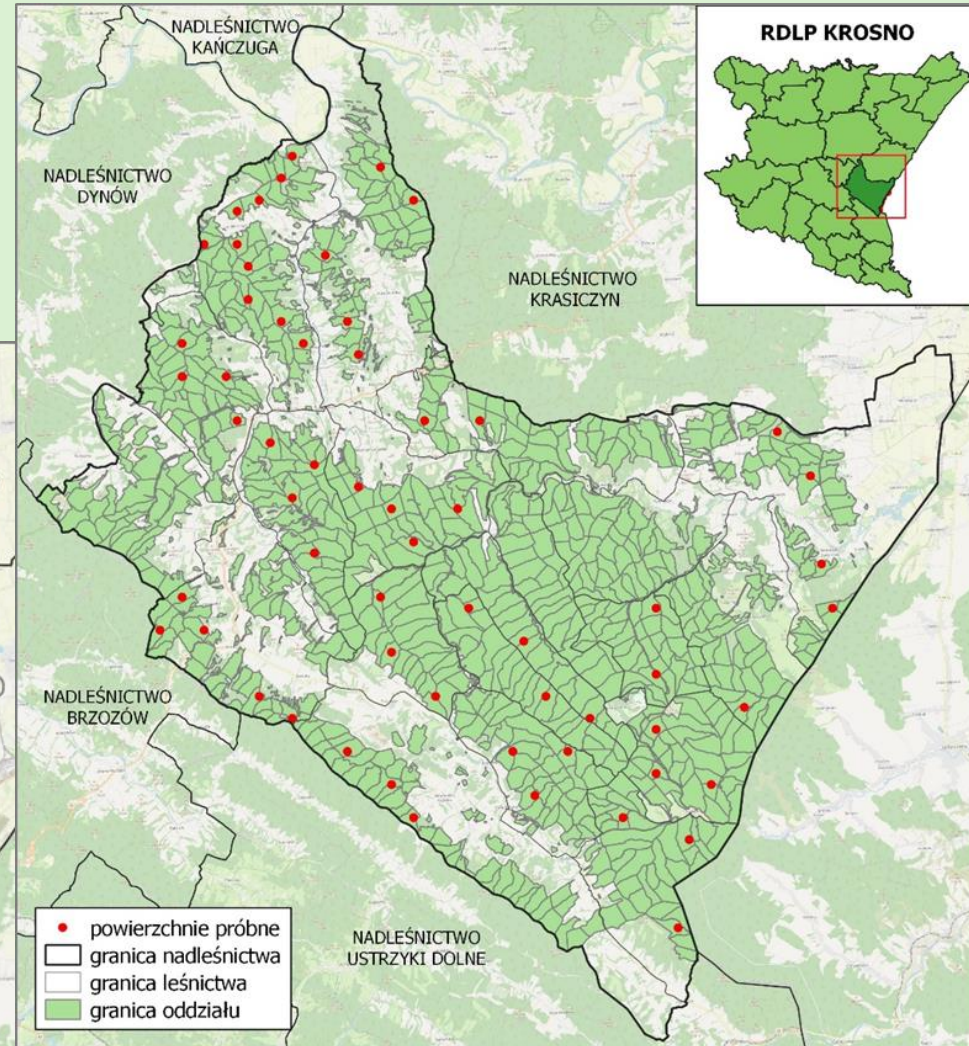 NADLEŚNICTWO
KAŃCZUGA
RDLP KROSNO
NADLEŚNICTWO
DYNÓW
NADLEŚNICTWO
KRASICZYN
NADLEŚNICTWO
BRZOZÓW
NADLEŚNICTWO
USTRZYKI DOLNE
powierzchnie próbne
granica nadleśnictwa
granica leśnictwa
granica oddziału